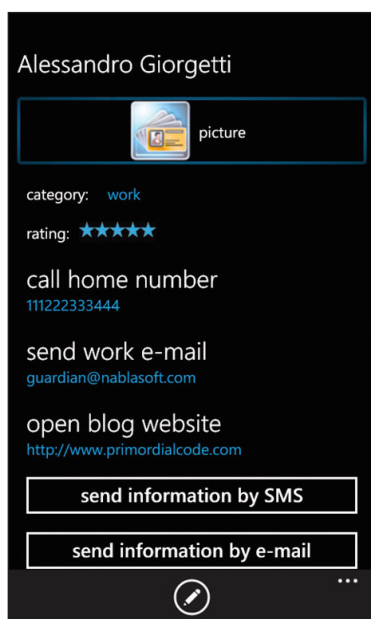 Alessandro Giorgetti
picture
category: work
rating:
call home number
111222333444
send work e-mail
guardian@nablasoft.com
open blog website
http://www.primordialcode.com
send information by SMS
send information by e-mail